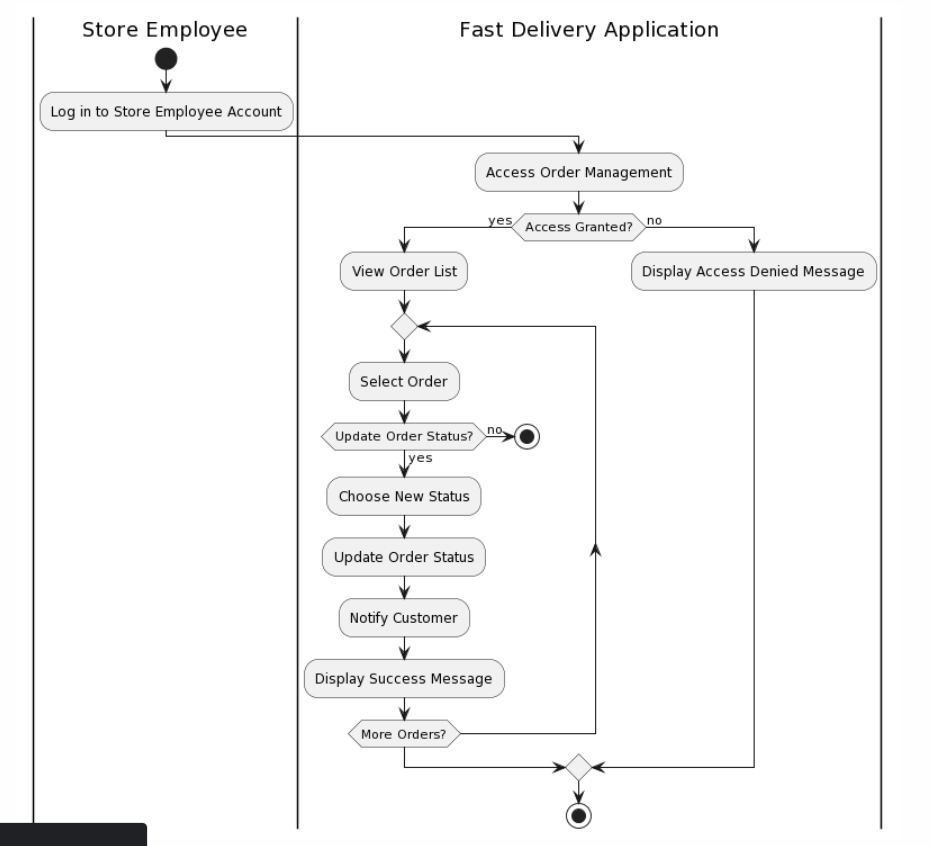 Store Employee
Fast Delivery Application
Log in to Store Employee Account
Access Order Management
yes
Access Granted?
no
View Order List
Display Access Denied Message
Select Order
Update Order Status?
no
yes
Choose New Status
Update Order Status
Notify Customer
Display Success Message
More Orders?